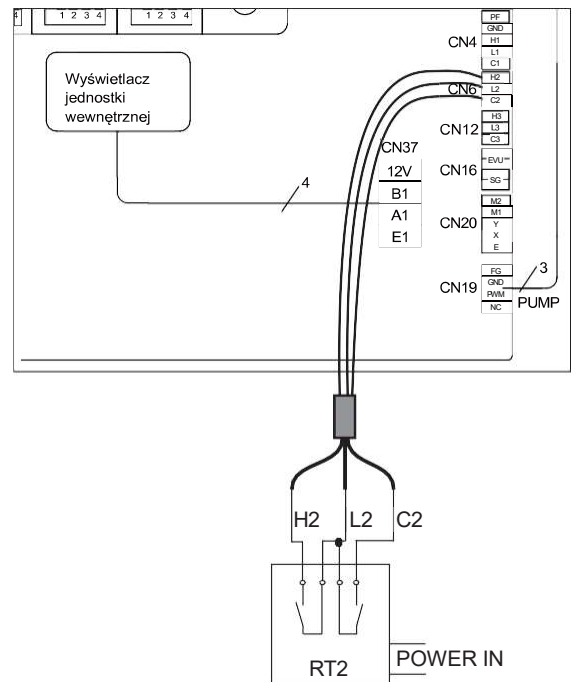 4
1 2 3 4
1 2 3 4
Wyświetlacz
jednostki
wewnętrznej
4
CN37
12V
B1
A1
E1
CN4
PF
GND
H1
L1
C1
CN6
H2
L2
C2
CN12
H3
L3
C3
CN16
EVU
SG
CN20
M2
M1
Y
X
E
CN19
FG
GND
PWM
NC
3
PUMP
H2 L2 C2
RT2
POWER IN